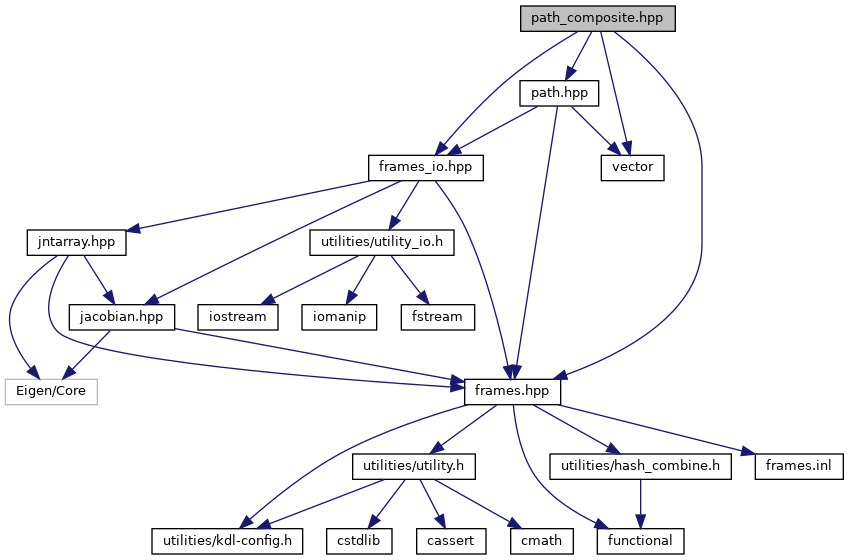 path_composite.hpp
path.hpp
frames_io.hpp
vector
jntarray.hpp
utilities/utility_io.h
jacobian.hpp
iostream
iomanip
fstream
Eigen/Core
frames.hpp
utilities/utility.h
utilities/hash_combine.h
frames.inl
utilities/kdl-config.h
cstdlib
cassert
cmath
functional